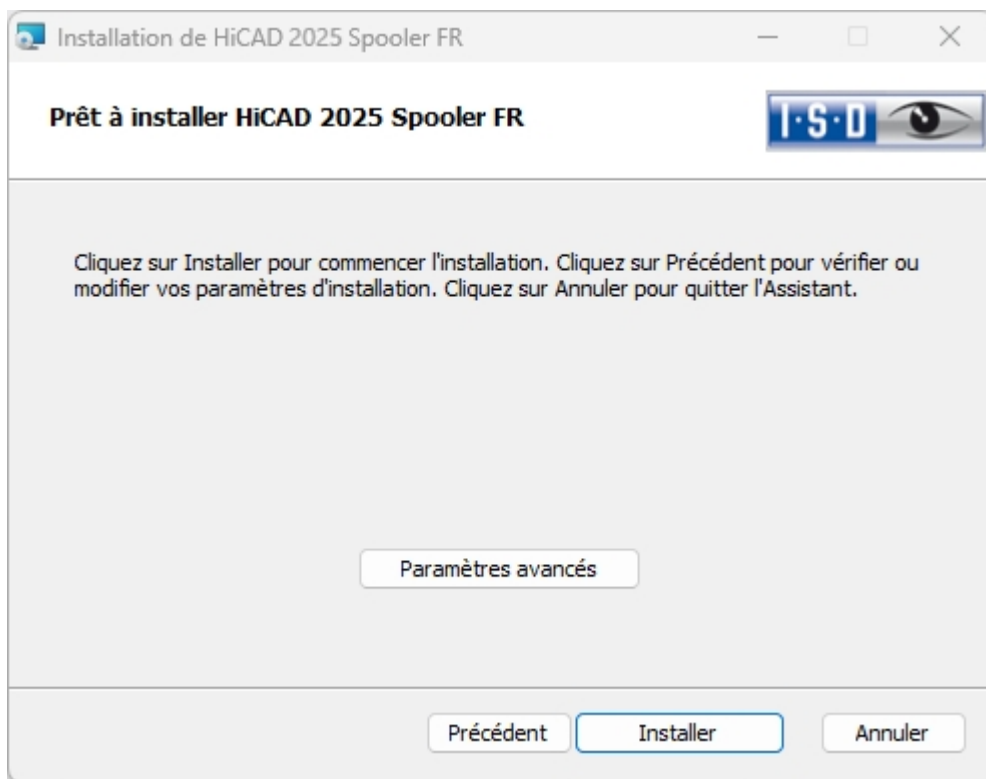 Installation de HiCAD 2025 Spooler FR
Prêt à installer HiCAD 2025 Spooler FR
I·S·D
Cliquez sur Installer pour commencer l'installation. Cliquez sur Précédent pour vérifier ou
modifier vos paramètres d'installation. Cliquez sur Annuler pour quitter l'Assistant.
Paramètres avancés
Précédent
Installer
Annuler